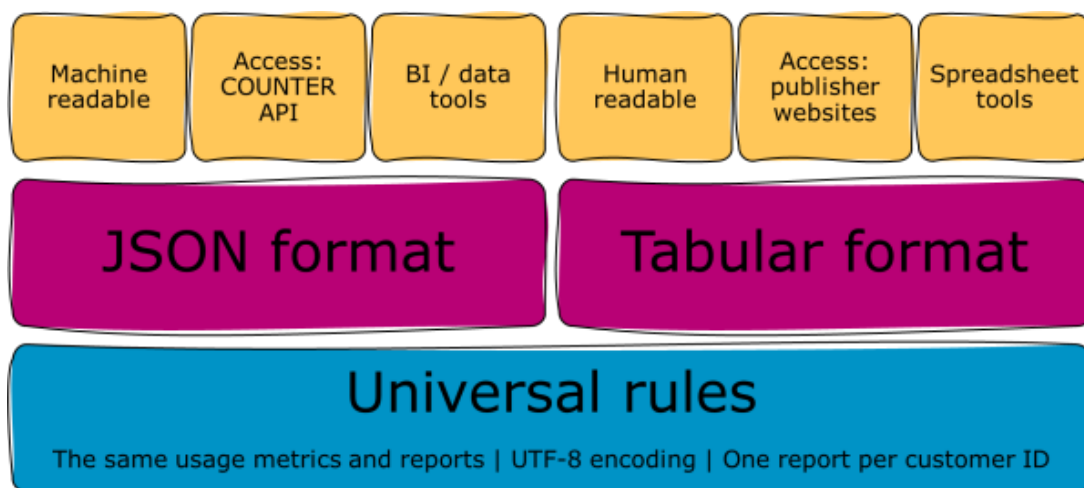 Machine
readable
Access:
COUNTER
API
BI / data
tools
Human
readable
Access:
publisher
websites
Spreadsheet
tools
JSON format
Tabular format
Universal rules
The same usage metrics and reports | UTF-8 encoding | One report per customer ID